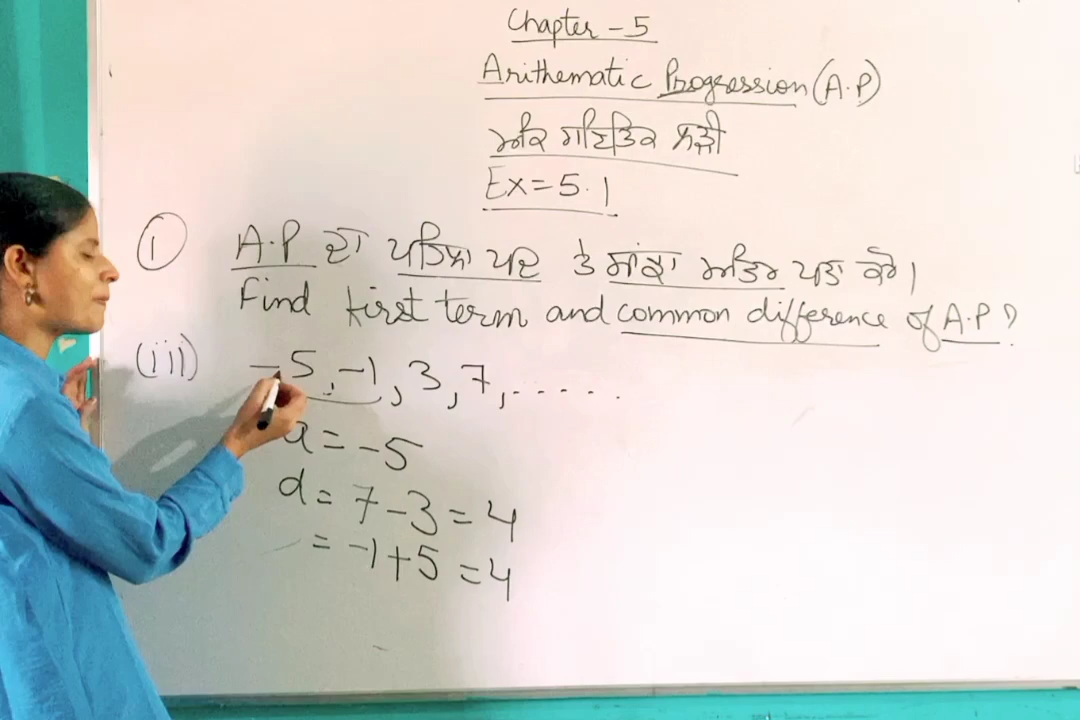 Chapter - 5
Arithematic Progression (A.P)
ਅੰਕ ਗਣਿਤਿਕ ਲੜੀ
Ex = 5.1
① A.P ਦਾ ਪਹਿਲਾ ਪਦ ਤੇ ਸਾਂਝਾ ਅੰਤਰ ਪਤਾ ਕਰੋ।
Find first term and common difference of A.P?
(iii) -5, -1, 3, 7, .....
a = -5
d = 7 - 3 = 4
= -1 + 5 = 4